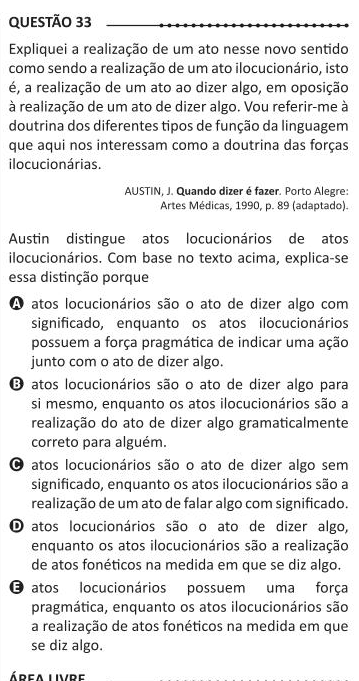 QUESTÃO 33
Expliquei a realização de um ato nesse novo sentido
como sendo a realização de um ato ilocucionário, isto
é, a realização de um ato ao dizer algo, em oposição
à realização de um ato de dizer algo. Vou referir-me à
doutrina dos diferentes tipos de função da linguagem
que aqui nos interessam como a doutrina das forças
ilocucionárias.
AUSTIN, J. Quando dizer é fazer. Porto Alegre:
Artes Médicas, 1990, p. 89 (adaptado).
Austin distingue atos locucionários de atos
ilocucionários. Com base no texto acima, explica-se
essa distinção porque
A atos locucionários são o ato de dizer algo com
significado, enquanto os atos ilocucionários
possuem a força pragmática de indicar uma ação
junto com o ato de dizer algo.
B atos locucionários são o ato de dizer algo para
si mesmo, enquanto os atos ilocucionários são a
realização do ato de dizer algo gramaticalmente
correto para alguém.
C atos locucionários são o ato de dizer algo sem
significado, enquanto os atos ilocucionários são a
realização de um ato de falar algo com significado.
D atos locucionários são o ato de dizer algo,
enquanto os atos ilocucionários são a realização
de atos fonéticos na medida em que se diz algo.
E atos locucionários possuem uma força
pragmática, enquanto os atos ilocucionários são
a realização de atos fonéticos na medida em que
se diz algo.
ÁREA LIVRE